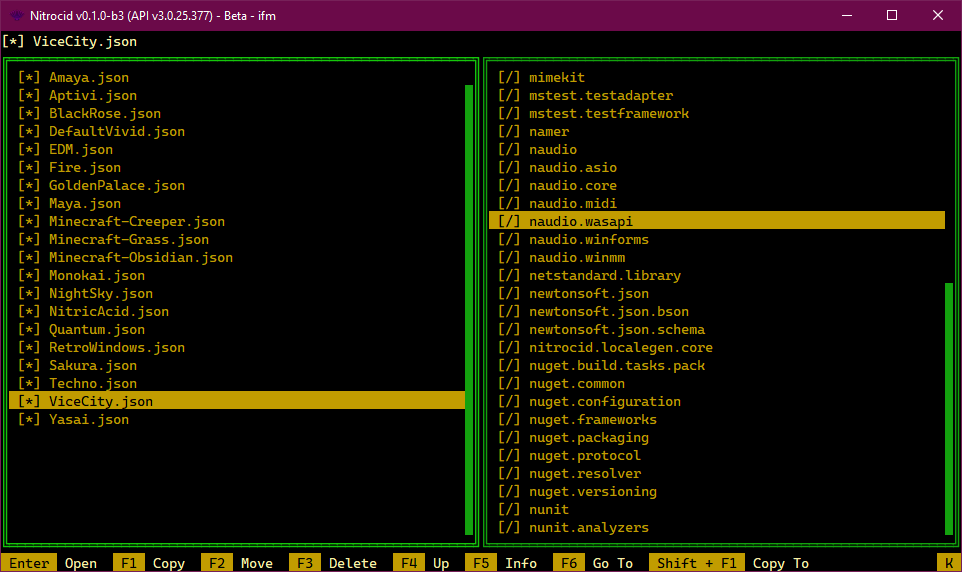 Nitrocid v0.1.0-b3 (API v3.0.25.377) - Beta - ifm
[*] ViceCity.json
[*] Amaya.json
[*] Aptivi.json
[*] BlackRose.json
[*] DefaultVivid.json
[*] EDM.json
[*] Fire.json
[*] GoldenPalace.json
[*] Maya.json
[*] Minecraft-Creeper.json
[*] Minecraft-Grass.json
[*] Minecraft-Obsidian.json
[*] Monokai.json
[*] NightSky.json
[*] NitricAcid.json
[*] Quantum.json
[*] RetroWindows.json
[*] Sakura.json
[*] Techno.json
[*] ViceCity.json
[*] Yasai.json
[/] mimekit
[/] mstest.testadapter
[/] mstest.testframework
[/] namer
[/] naudio
[/] naudio.asio
[/] naudio.core
[/] naudio.midi
[/] naudio.wasapi
[/] naudio.winforms
[/] naudio.winmm
[/] netstandard.library
[/] newtonsoft.json
[/] newtonsoft.json.bson
[/] newtonsoft.json.schema
[/] nitrocid.localegen.core
[/] nuget.build.tasks.pack
[/] nuget.common
[/] nuget.configuration
[/] nuget.frameworks
[/] nuget.packaging
[/] nuget.protocol
[/] nuget.resolver
[/] nuget.versioning
[/] nunit
[/] nunit.analyzers
Enter Open F1 Copy F2 Move F3 Delete F4 Up F5 Info F6 Go To Shift + F1 Copy To K